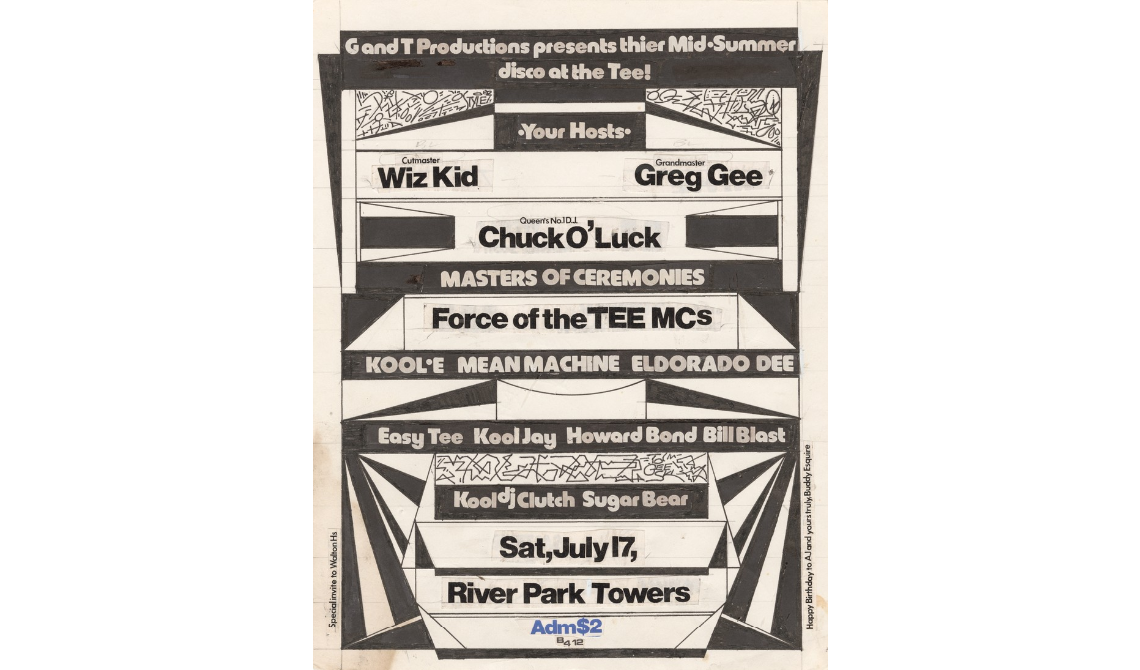 G and T Productions presents thier Mid·Summer
disco at the Tee!
·Your Hosts·
Cutmaster
Wiz Kid
Grandmaster
Greg Gee
Queen's No.1 D.J.
Chuck O'Luck
MASTERS OF CEREMONIES
Force of the TEE MCs
KOOL·E MEAN MACHINE ELDORADO DEE
Easy Tee Kool Jay Howard Bond Bill Blast
Kool dj Clutch Sugar Bear
Sat, July 17,
River Park Towers
Adm $2
B 4 12
Special invite to Walton Hs
Happy Birthday to A.J and yours truly, Buddy Esquire